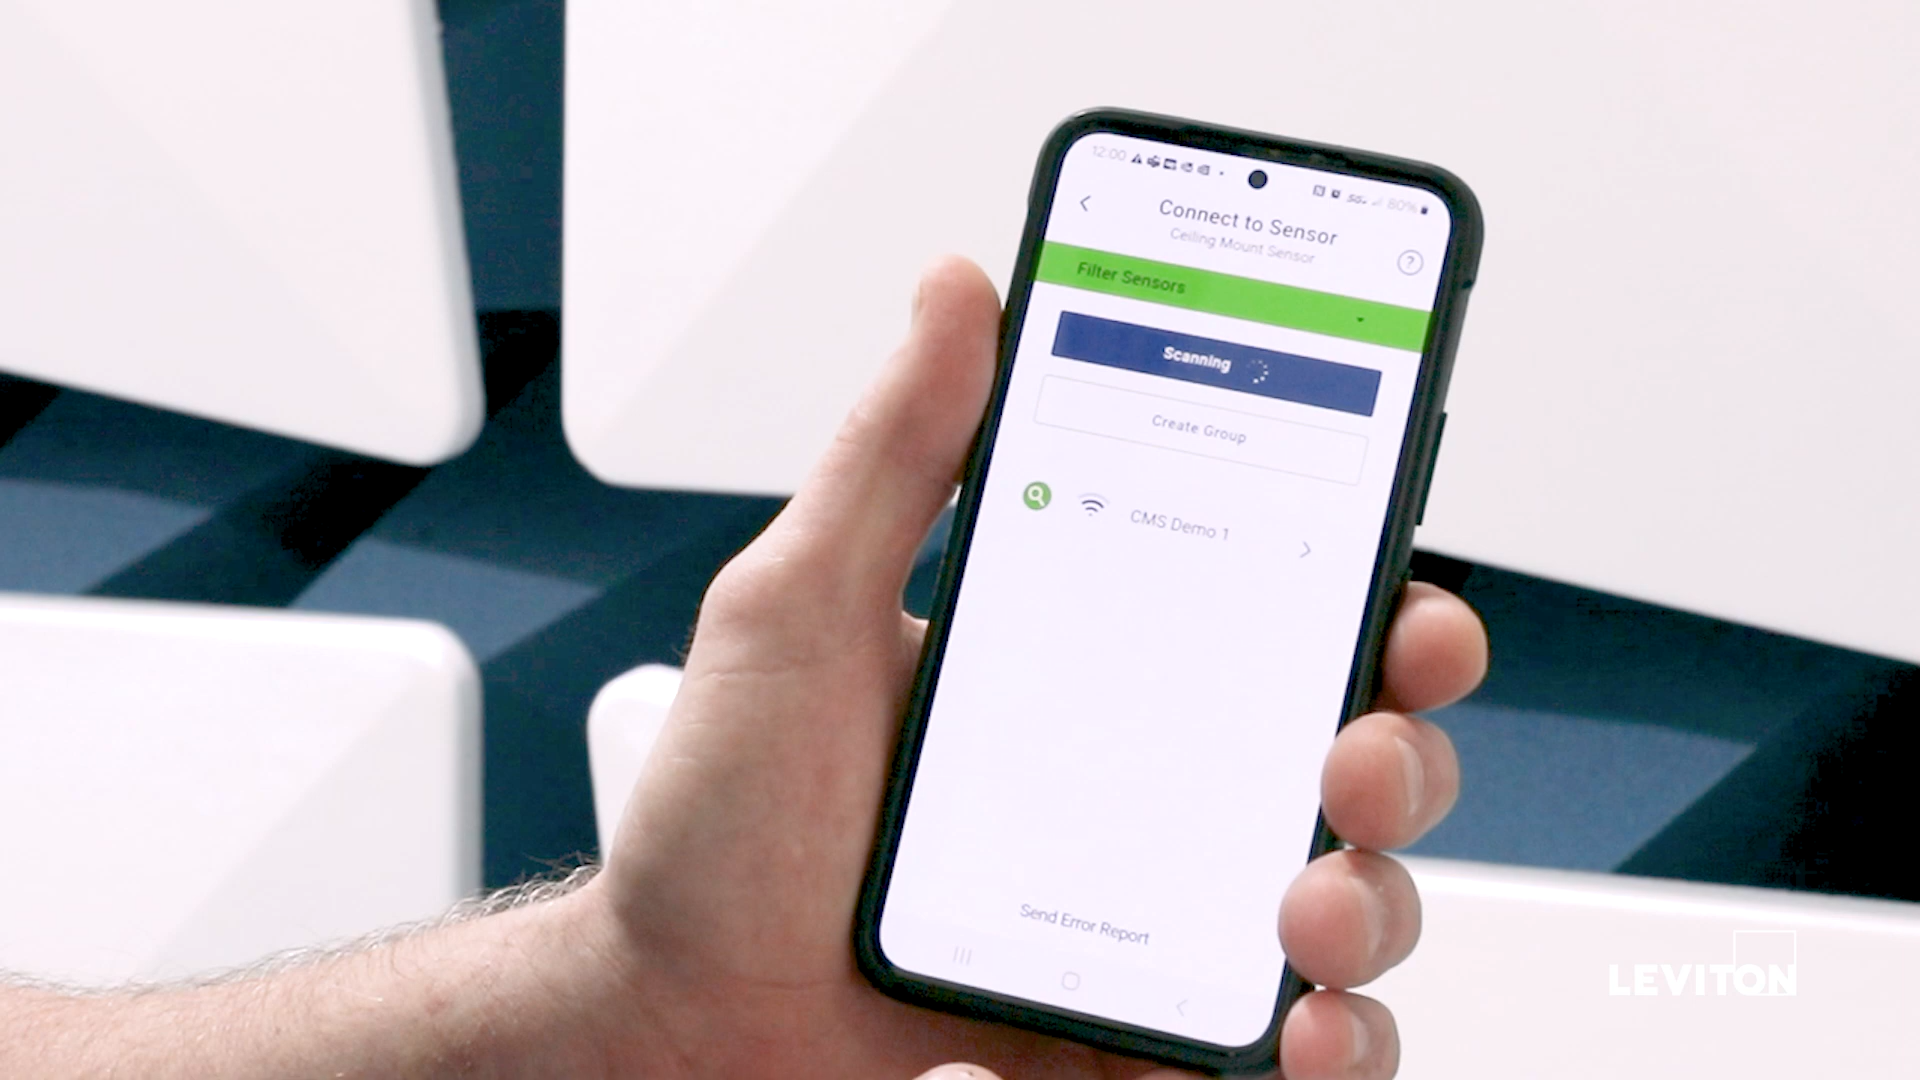 12:00
80%
Connect to Sensor
Ceiling Mount Sensor
?
Filter Sensors
Scanning
Create Group
CMS Demo 1
Send Error Report
LEVITON